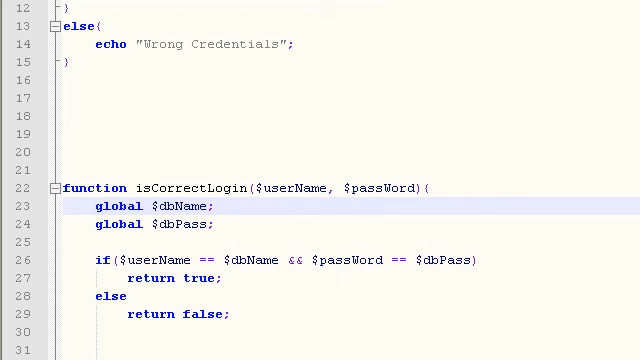 12 }
13 else{
14 echo "Wrong Credentials";
15 }
16
17
18
19
20
21
22 function isCorrectLogin($userName, $passWord){
23 global $dbName;
24 global $dbPass;
25
26 if($userName == $dbName && $passWord == $dbPass)
27 return true;
28 else
29 return false;
30
31